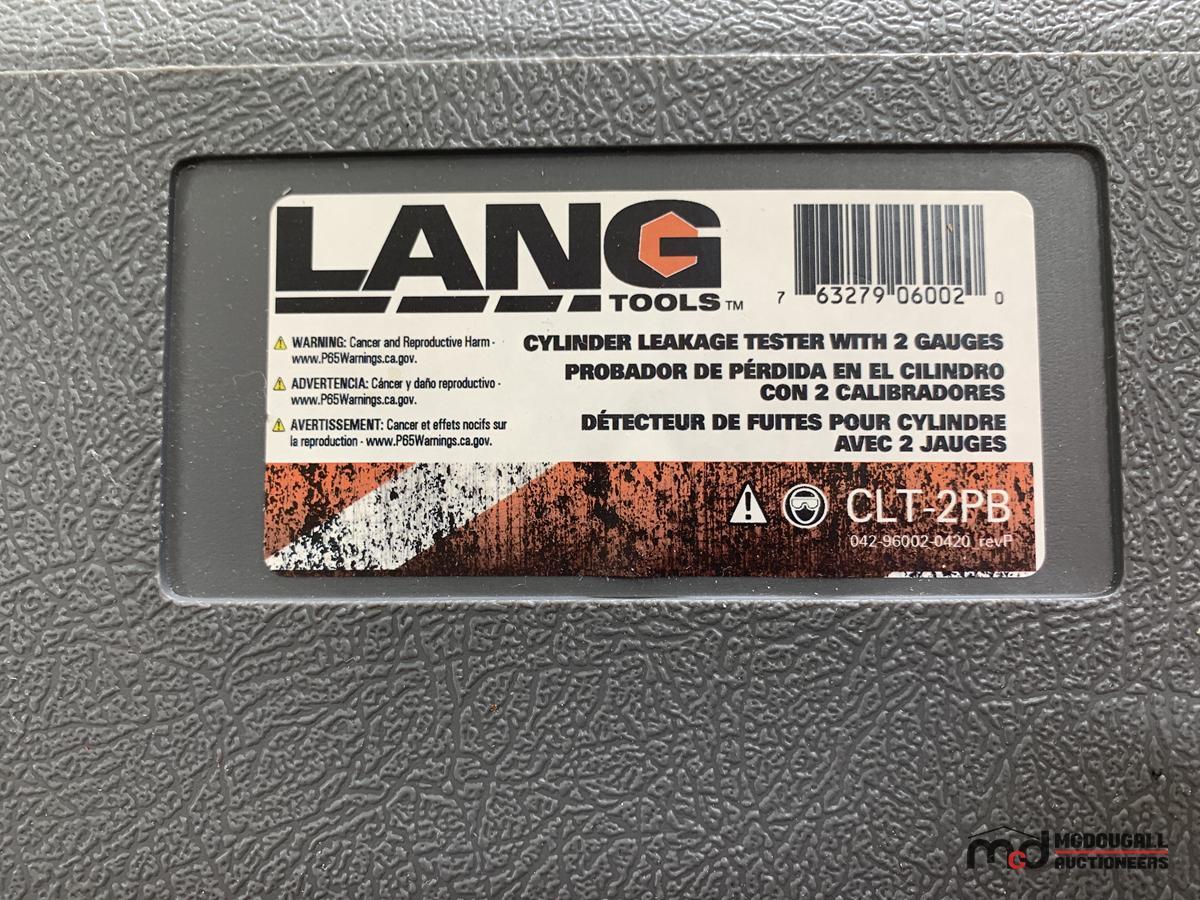 LANG
TOOLS™
7 63279 06002 0
WARNING: Cancer and Reproductive Harm -
www.P65Warnings.ca.gov.
ADVERTENCIA: Cáncer y daño reproductivo -
www.P65Warnings.ca.gov.
AVERTISSEMENT: Cancer et effets nocifs sur
la reproduction - www.P65Warnings.ca.gov.
CYLINDER LEAKAGE TESTER WITH 2 GAUGES
PROBADOR DE PÉRDIDA EN EL CILINDRO
CON 2 CALIBRADORES
DÉTECTEUR DE FUITES POUR CYLINDRE
AVEC 2 JAUGES
CLT-2PB
042-96002-0420_revP
mcd MCDOUGALL
AUCTIONEERS